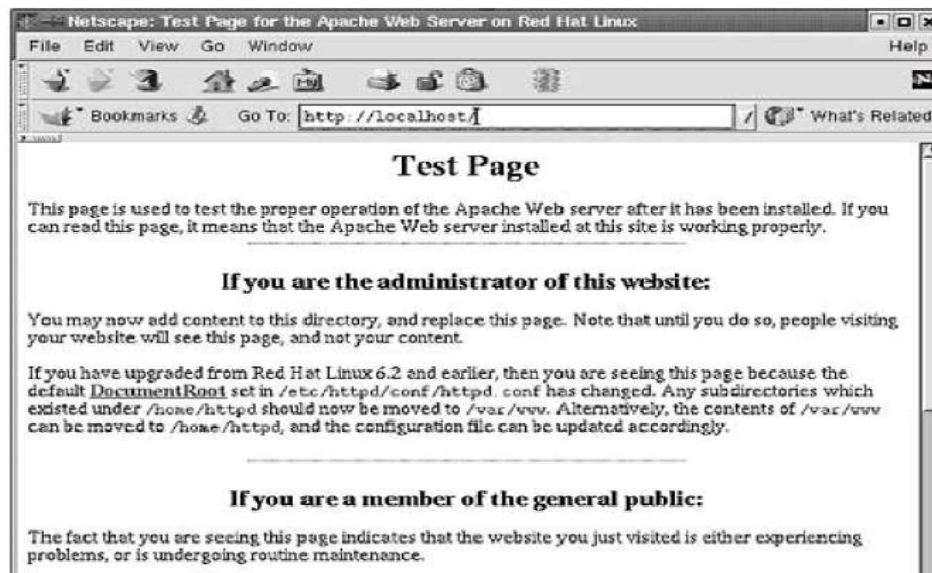 Netscape: Test Page for the Apache Web Server on Red Hat Linux
File Edit View Go Window Help
My
N
Bookmarks Go To: http://localhost/ What's Related
Test Page
This page is used to test the proper operation of the Apache Web server after it has been installed. If you
can read this page, it means that the Apache Web server installed at this site is working properly.
If you are the administrator of this website:
You may now add content to this directory, and replace this page. Note that until you do so, people visiting
your website will see this page, and not your content.
If you have upgraded from Red Hat Linux 6.2 and earlier, then you are seeing this page because the
default DocumentRoot set in /etc/httpd/conf/httpd.conf has changed. Any subdirectories which
existed under /home/httpd should now be moved to /var/www. Alternatively, the contents of /var/www
can be moved to /home/httpd, and the configuration file can be updated accordingly.
If you are a member of the general public:
The fact that you are seeing this page indicates that the website you just visited is either experiencing
problems, or is undergoing routine maintenance.